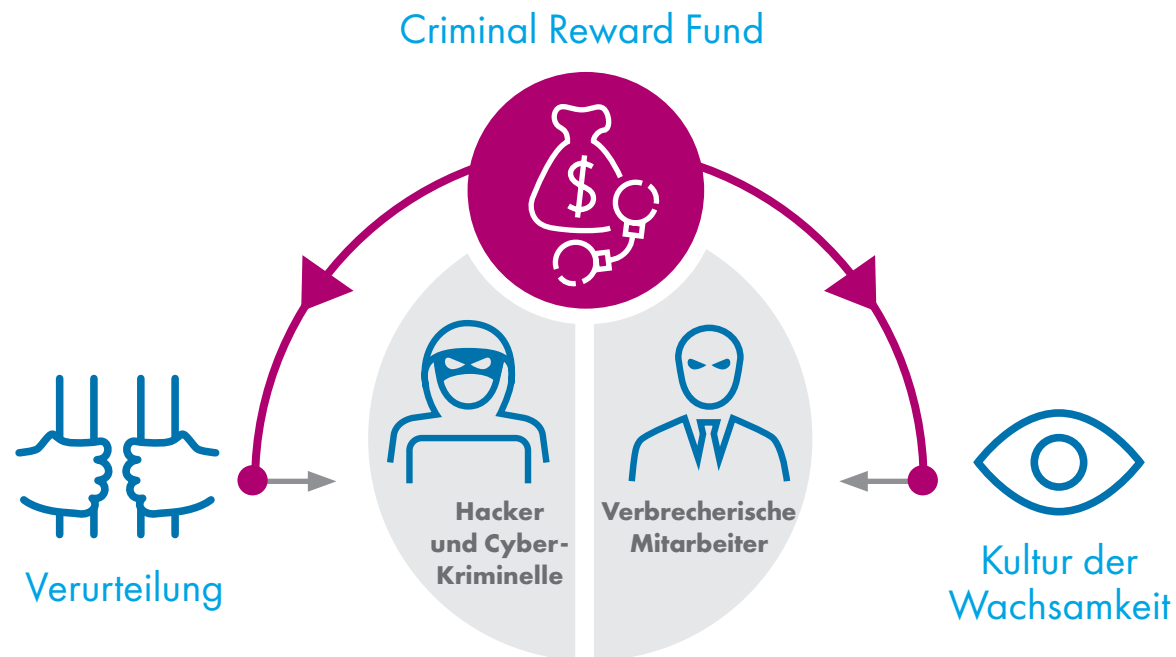 Criminal Reward Fund
$
Hacker
und Cyber-
Kriminelle
Verbrecherische
Mitarbeiter
Verurteilung
Kultur der
Wachsamkeit